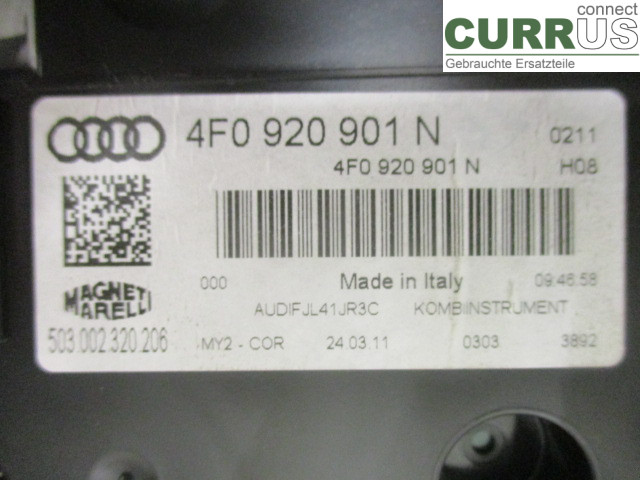 connect
CURRUS
Gebrauchte Ersatzteile
4F0 920 901 N 0211
4F0 920 901 N H08
000 Made in Italy 09:46:58
MAGNETI MARELLI
AUDIFJL41JR3C KOMBIINSTRUMENT
503.002.320.206 MY2 - COR 24.03.11 0303 3892